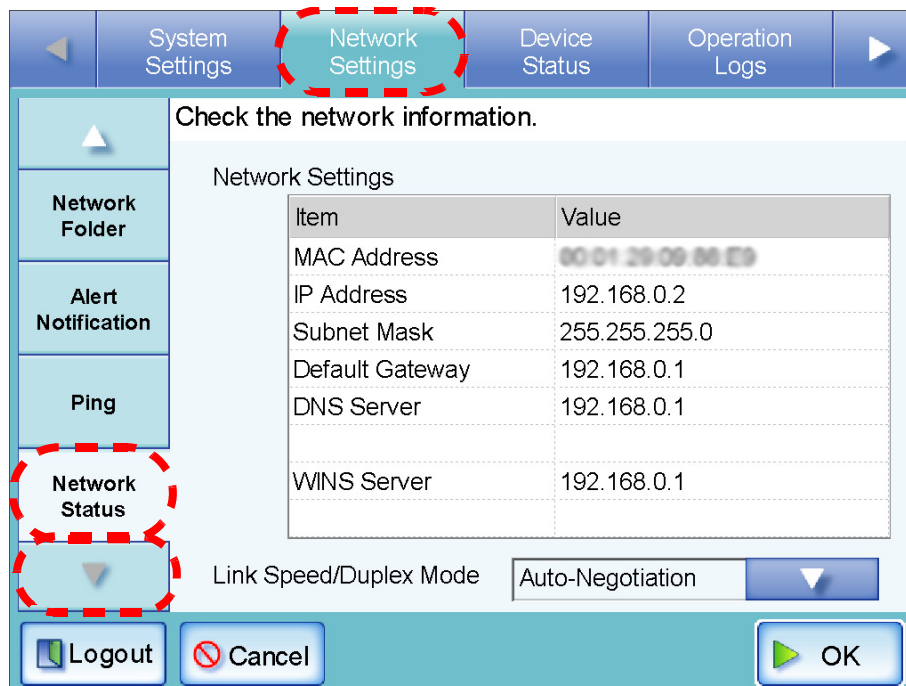 System Settings
Network Settings
Device Status
Operation Logs
Check the network information.
Network Folder
Alert Notification
Ping
Network Status
Network Settings
Item Value
MAC Address
IP Address 192.168.0.2
Subnet Mask 255.255.255.0
Default Gateway 192.168.0.1
DNS Server 192.168.0.1
WINS Server 192.168.0.1
Link Speed/Duplex Mode Auto-Negotiation
Logout
Cancel
OK